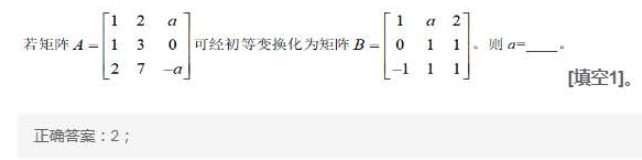 若矩阵 A = [1 2 a; 1 3 0; 2 7 -a] 可经初等变换化为矩阵 B = [1 a 2; 0 1 1; -1 1 1] 。则 a=____。
[填空1]。
正确答案：2；